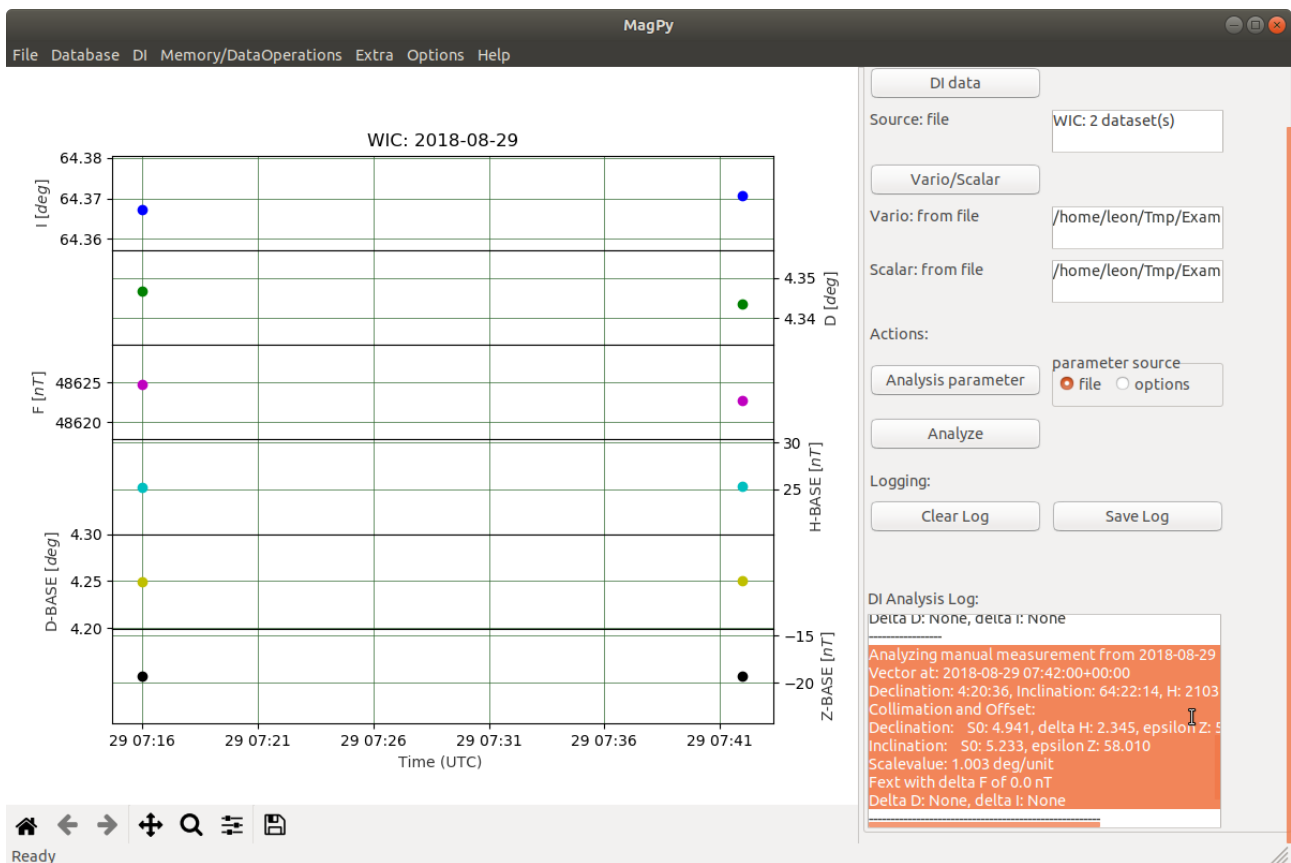 MagPy
File Database DI Memory/DataOperations Extra Options Help
WIC: 2018-08-29
64.38
64.37
64.36
I [deg]
4.35
4.34
D [deg]
48625
48620
F [nT]
30
25
H-BASE [nT]
4.30
4.25
4.20
D-BASE [deg]
−15
−20
Z-BASE [nT]
29 07:16 29 07:21 29 07:26 29 07:31 29 07:36 29 07:41
Time (UTC)
DI data
Source: file
WIC: 2 dataset(s)
Vario/Scalar
Vario: from file
/home/leon/Tmp/Exam
Scalar: from file
/home/leon/Tmp/Exam
Actions:
Analysis parameter
parameter source
file options
Analyze
Logging:
Clear Log Save Log
DI Analysis Log:
Delta D: None, delta I: None
-----------------
Analyzing manual measurement from 2018-08-29
Vector at: 2018-08-29 07:42:00+00:00
Declination: 4:20:36, Inclination: 64:22:14, H: 2103
Collimation and Offset:
Declination: S0: 4.941, delta H: 2.345, epsilon Z: 5
Inclination: S0: 5.233, epsilon Z: 58.010
Scalevalue: 1.003 deg/unit
Fext with delta F of 0.0 nT
Delta D: None, delta I: None
-----------------------------------------------------
Ready